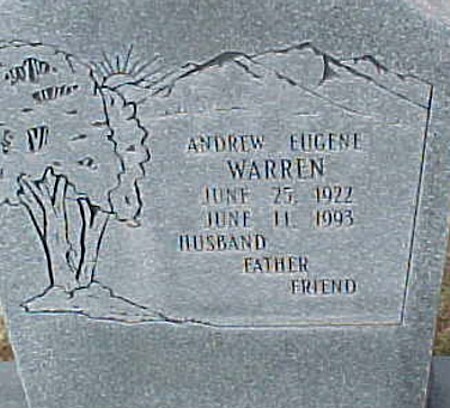 ANDREW EUGENE
WARREN
JUNE 25, 1922
JUNE 11, 1993
HUSBAND
FATHER
FRIEND